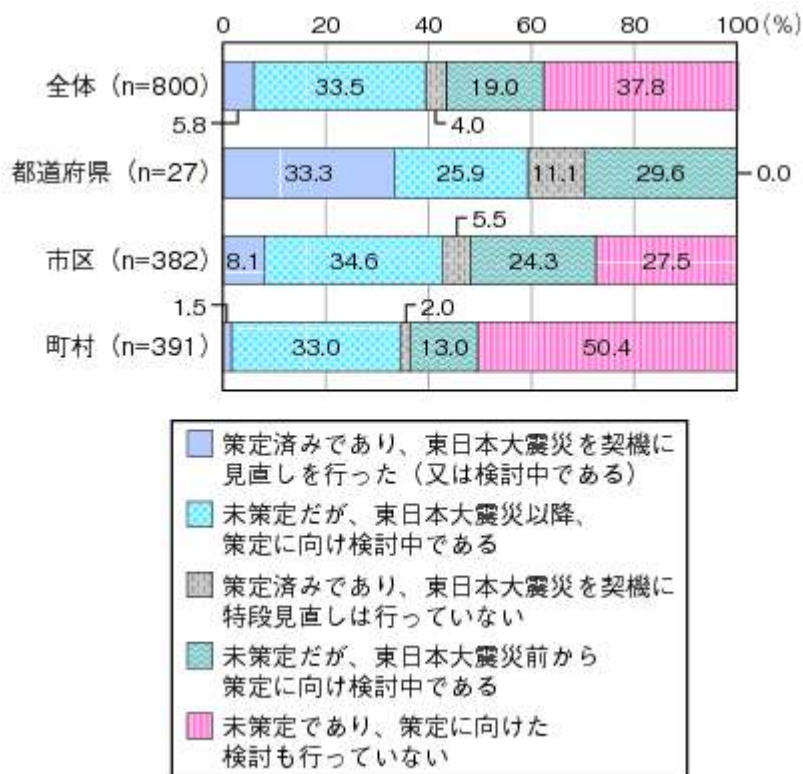 0 20 40 60 80 100(%)
全体（n=800） 33.5 19.0 37.8
5.8 4.0
都道府県（n=27） 33.3 25.9 11.1 29.6 0.0
5.5
市区（n=382） 8.1 34.6 24.3 27.5
1.5 2.0
町村（n=391） 33.0 13.0 50.4
策定済みであり、東日本大震災を契機に
見直しを行った（又は検討中である）
未策定だが、東日本大震災以降、
策定に向け検討中である
策定済みであり、東日本大震災を契機に
特段見直しは行っていない
未策定だが、東日本大震災前から
策定に向け検討中である
未策定であり、策定に向けた
検討も行っていない